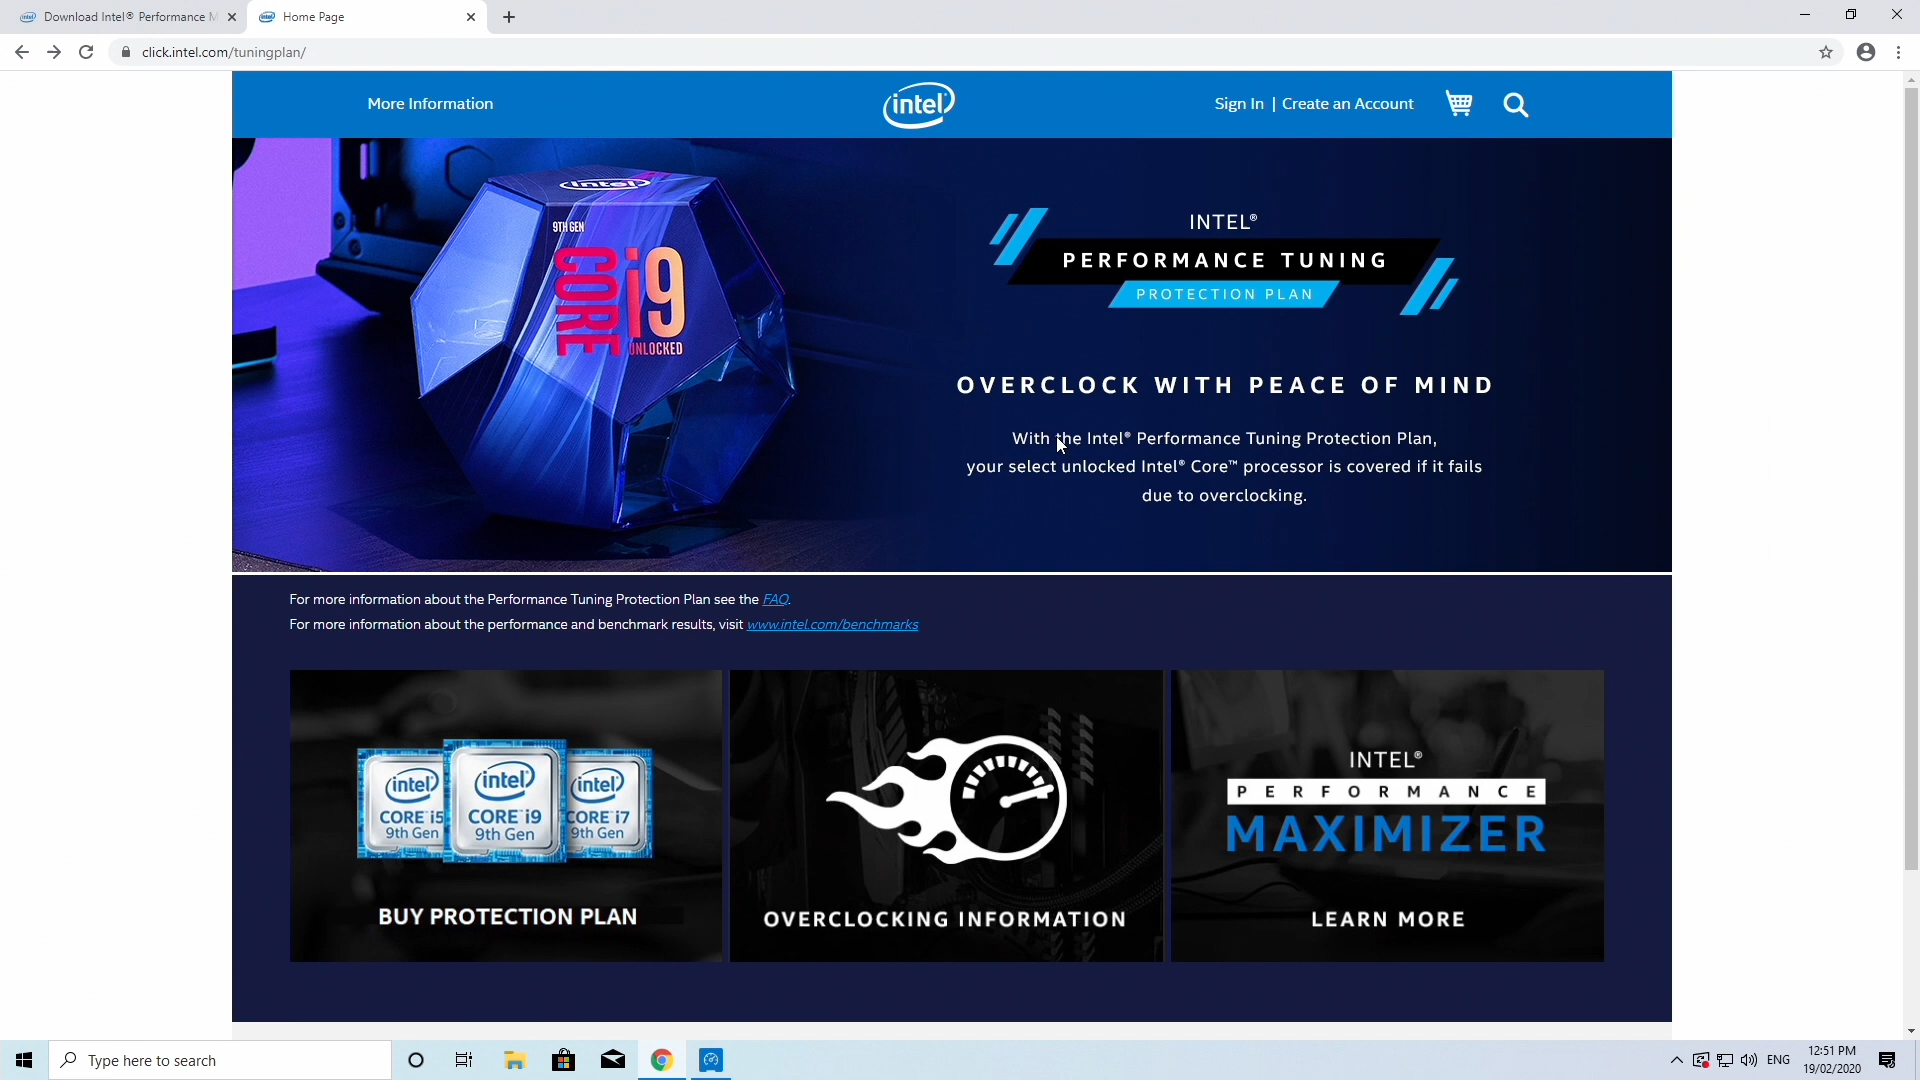 Download Intel® Performance M
Home Page
click.intel.com/tuningplan/
More Information
intel
Sign In | Create an Account
intel
9TH GEN
CORE i9
UNLOCKED
INTEL®
PERFORMANCE TUNING
PROTECTION PLAN
OVERCLOCK WITH PEACE OF MIND
With the Intel® Performance Tuning Protection Plan,
your select unlocked Intel® Core™ processor is covered if it fails
due to overclocking.
For more information about the Performance Tuning Protection Plan see the FAQ.
For more information about the performance and benchmark results, visit www.intel.com/benchmarks
intel
CORE i5
9th Gen
intel
CORE i9
9th Gen
intel
CORE i7
9th Gen
BUY PROTECTION PLAN
OVERCLOCKING INFORMATION
INTEL®
PERFORMANCE
MAXIMIZER
LEARN MORE
Type here to search
ENG
12:51 PM
19/02/2020